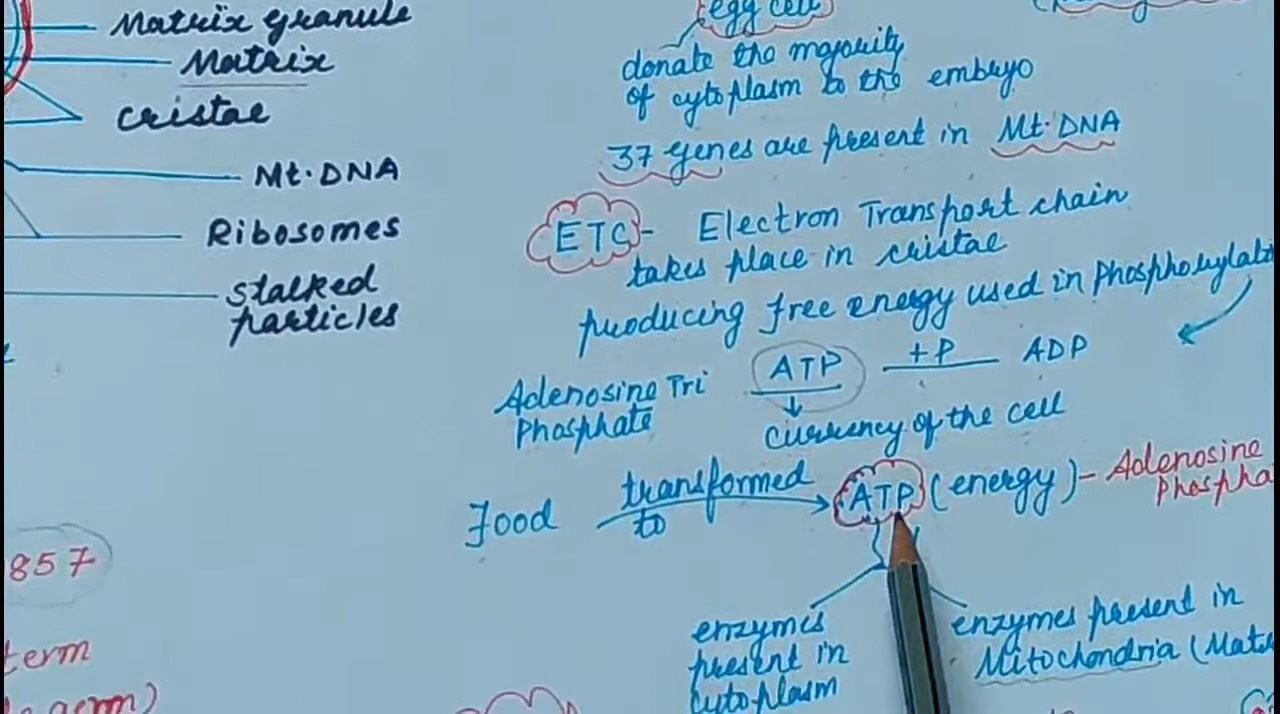 Matrix granule
Matrix
cristae
Mt·DNA
Ribosomes
stalked
particles
857
term
egg cell
donate the majority
of cytoplasm to the embryo
37 genes are present in Mt·DNA
ETC - Electron Transport chain
takes place in cristae
producing free energy used in
Adenosine Tri
Phosphate
ATP +P ADP
currency of the cell
Food transformed
to
ATP (energy) - Adenosine
enzymes
present in
cytoplasm
enzymes present in
Mitochondria